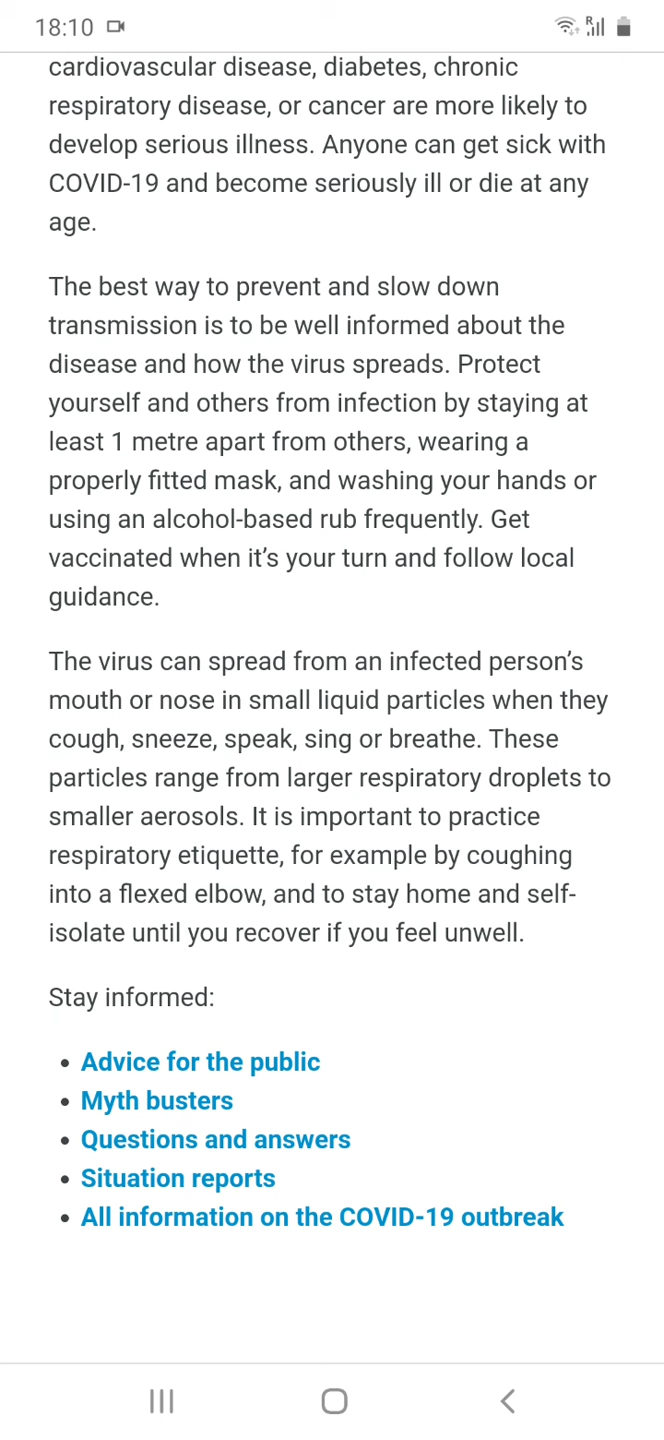 18:10
R
cardiovascular disease, diabetes, chronic
respiratory disease, or cancer are more likely to
develop serious illness. Anyone can get sick with
COVID-19 and become seriously ill or die at any
age.
The best way to prevent and slow down
transmission is to be well informed about the
disease and how the virus spreads. Protect
yourself and others from infection by staying at
least 1 metre apart from others, wearing a
properly fitted mask, and washing your hands or
using an alcohol-based rub frequently. Get
vaccinated when it’s your turn and follow local
guidance.
The virus can spread from an infected person’s
mouth or nose in small liquid particles when they
cough, sneeze, speak, sing or breathe. These
particles range from larger respiratory droplets to
smaller aerosols. It is important to practice
respiratory etiquette, for example by coughing
into a flexed elbow, and to stay home and self-
isolate until you recover if you feel unwell.
Stay informed:
• Advice for the public
• Myth busters
• Questions and answers
• Situation reports
• All information on the COVID-19 outbreak